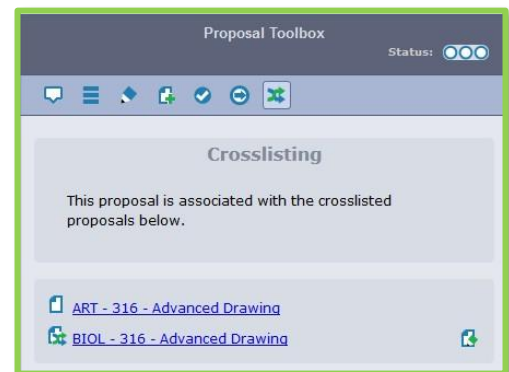 Proposal Toolbox
Status:
Crosslisting
This proposal is associated with the crosslisted
proposals below.
ART - 316 - Advanced Drawing
BIOL - 316 - Advanced Drawing